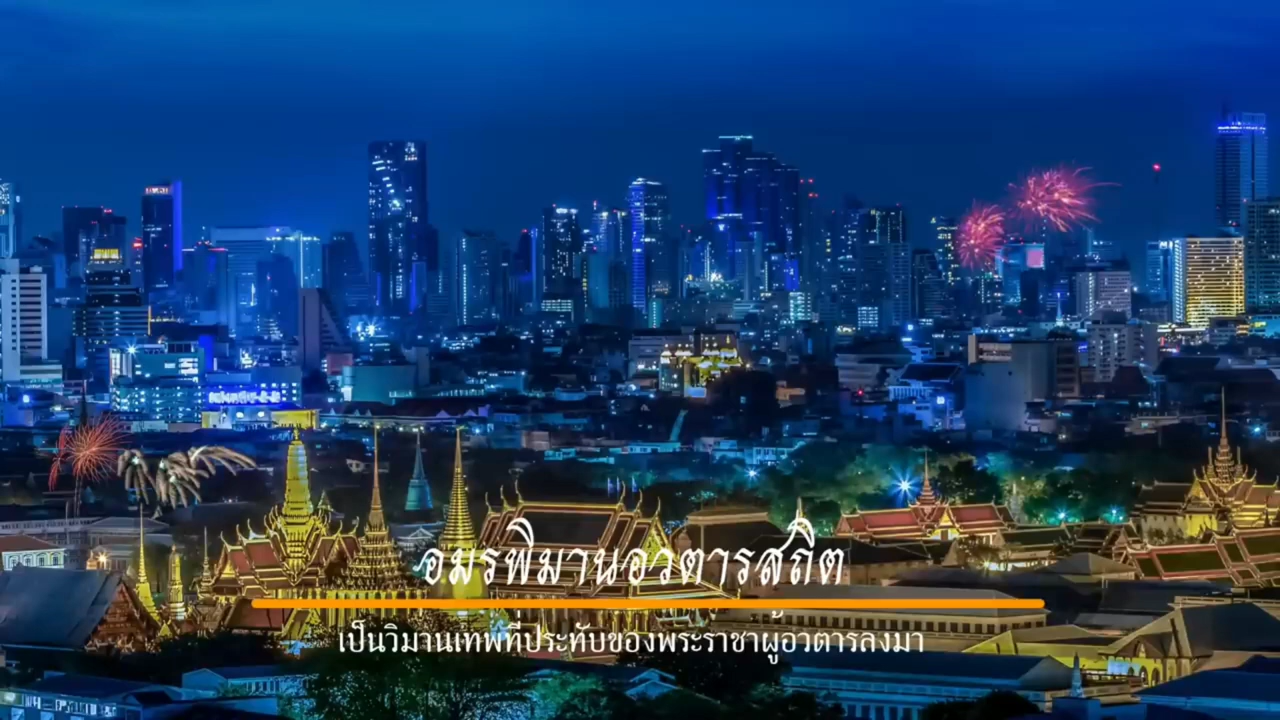 อมรพิมานอวตารสถิต
เป็นวิมานเทพที่ประทับของพระราชาผู้อวตารลงมา